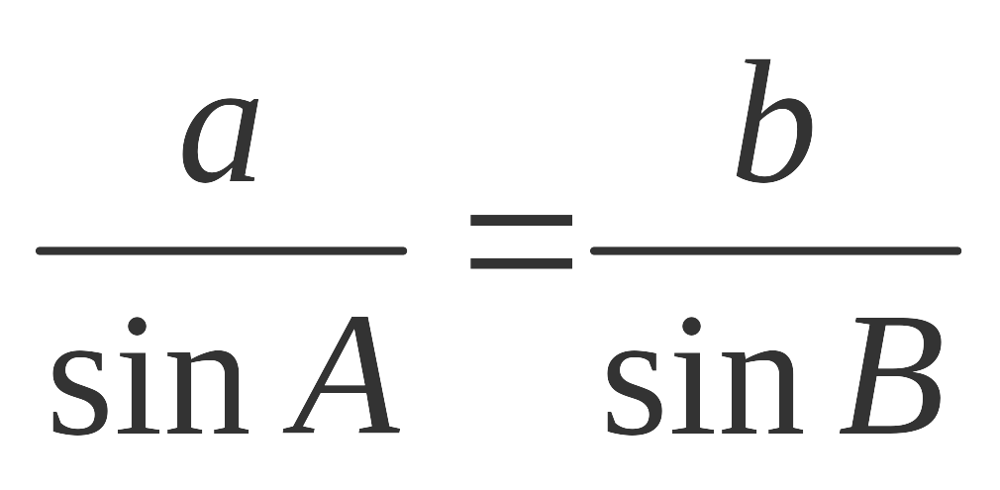 a / sin A = b / sin B